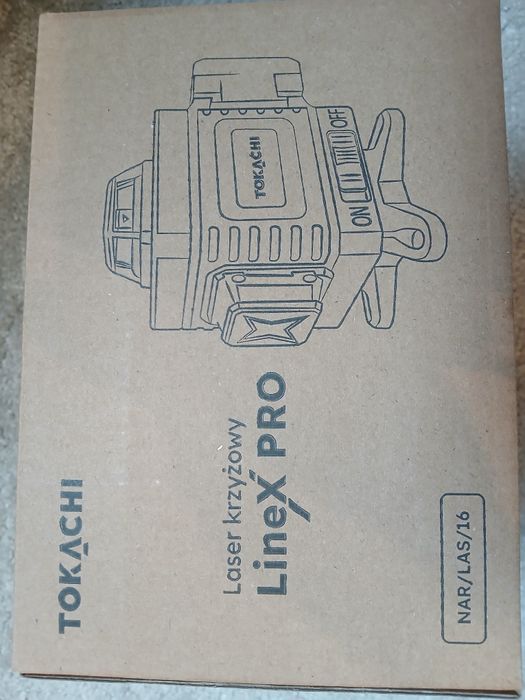 TOKACHI
Laser krzyżowy
LineX PRO
NAR/LAS/16
TOKACHI
ON
OFF